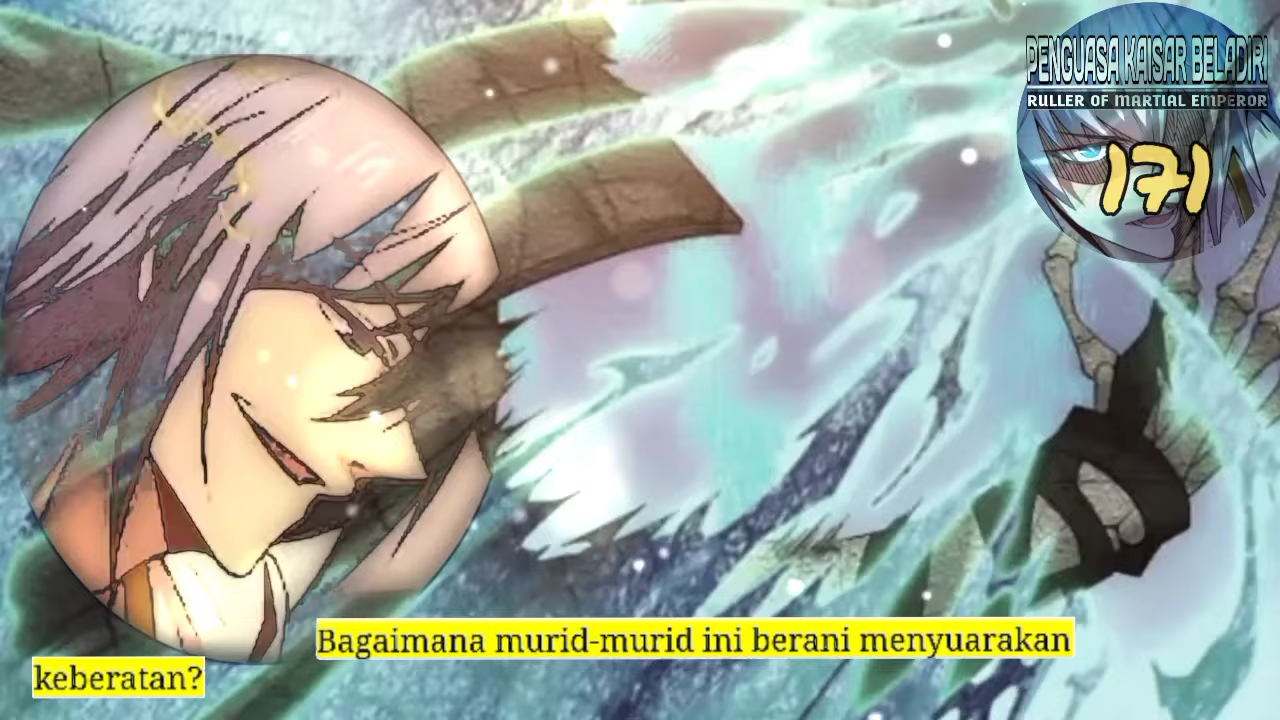 PENGUASA KAISAR BELADIRI
RULLER OF MARTIAL EMPEROR
171
Bagaimana murid-murid ini berani menyuarakan
keberatan?